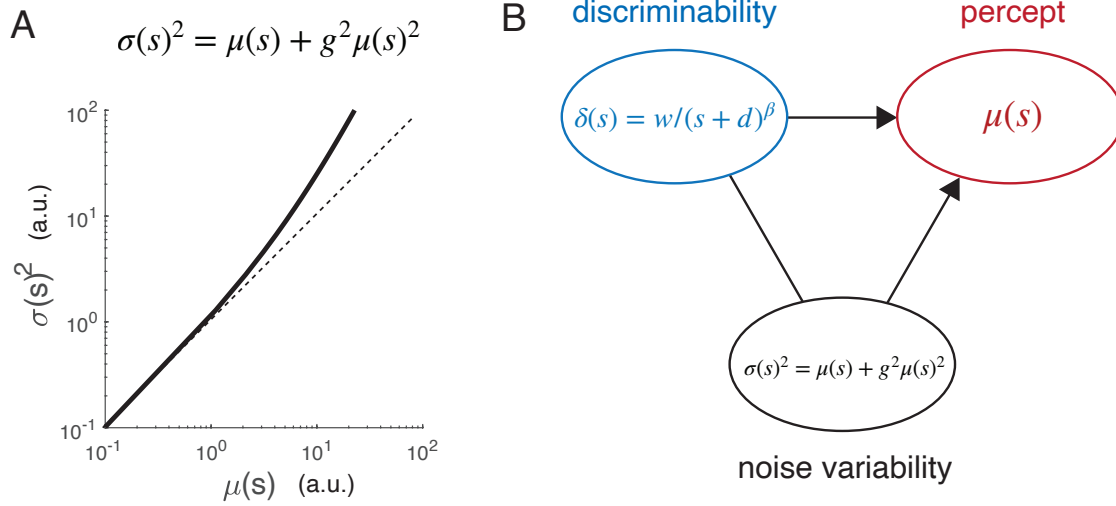 A
σ(s)² = μ(s) + g²μ(s)²
10²
10¹
10⁰
10⁻¹
σ(s)² (a.u.)
10⁻¹ 10⁰ 10¹ 10²
μ(s) (a.u.)
B
discriminability
percept
δ(s) = w/(s + d)^β
μ(s)
σ(s)² = μ(s) + g²μ(s)²
noise variability